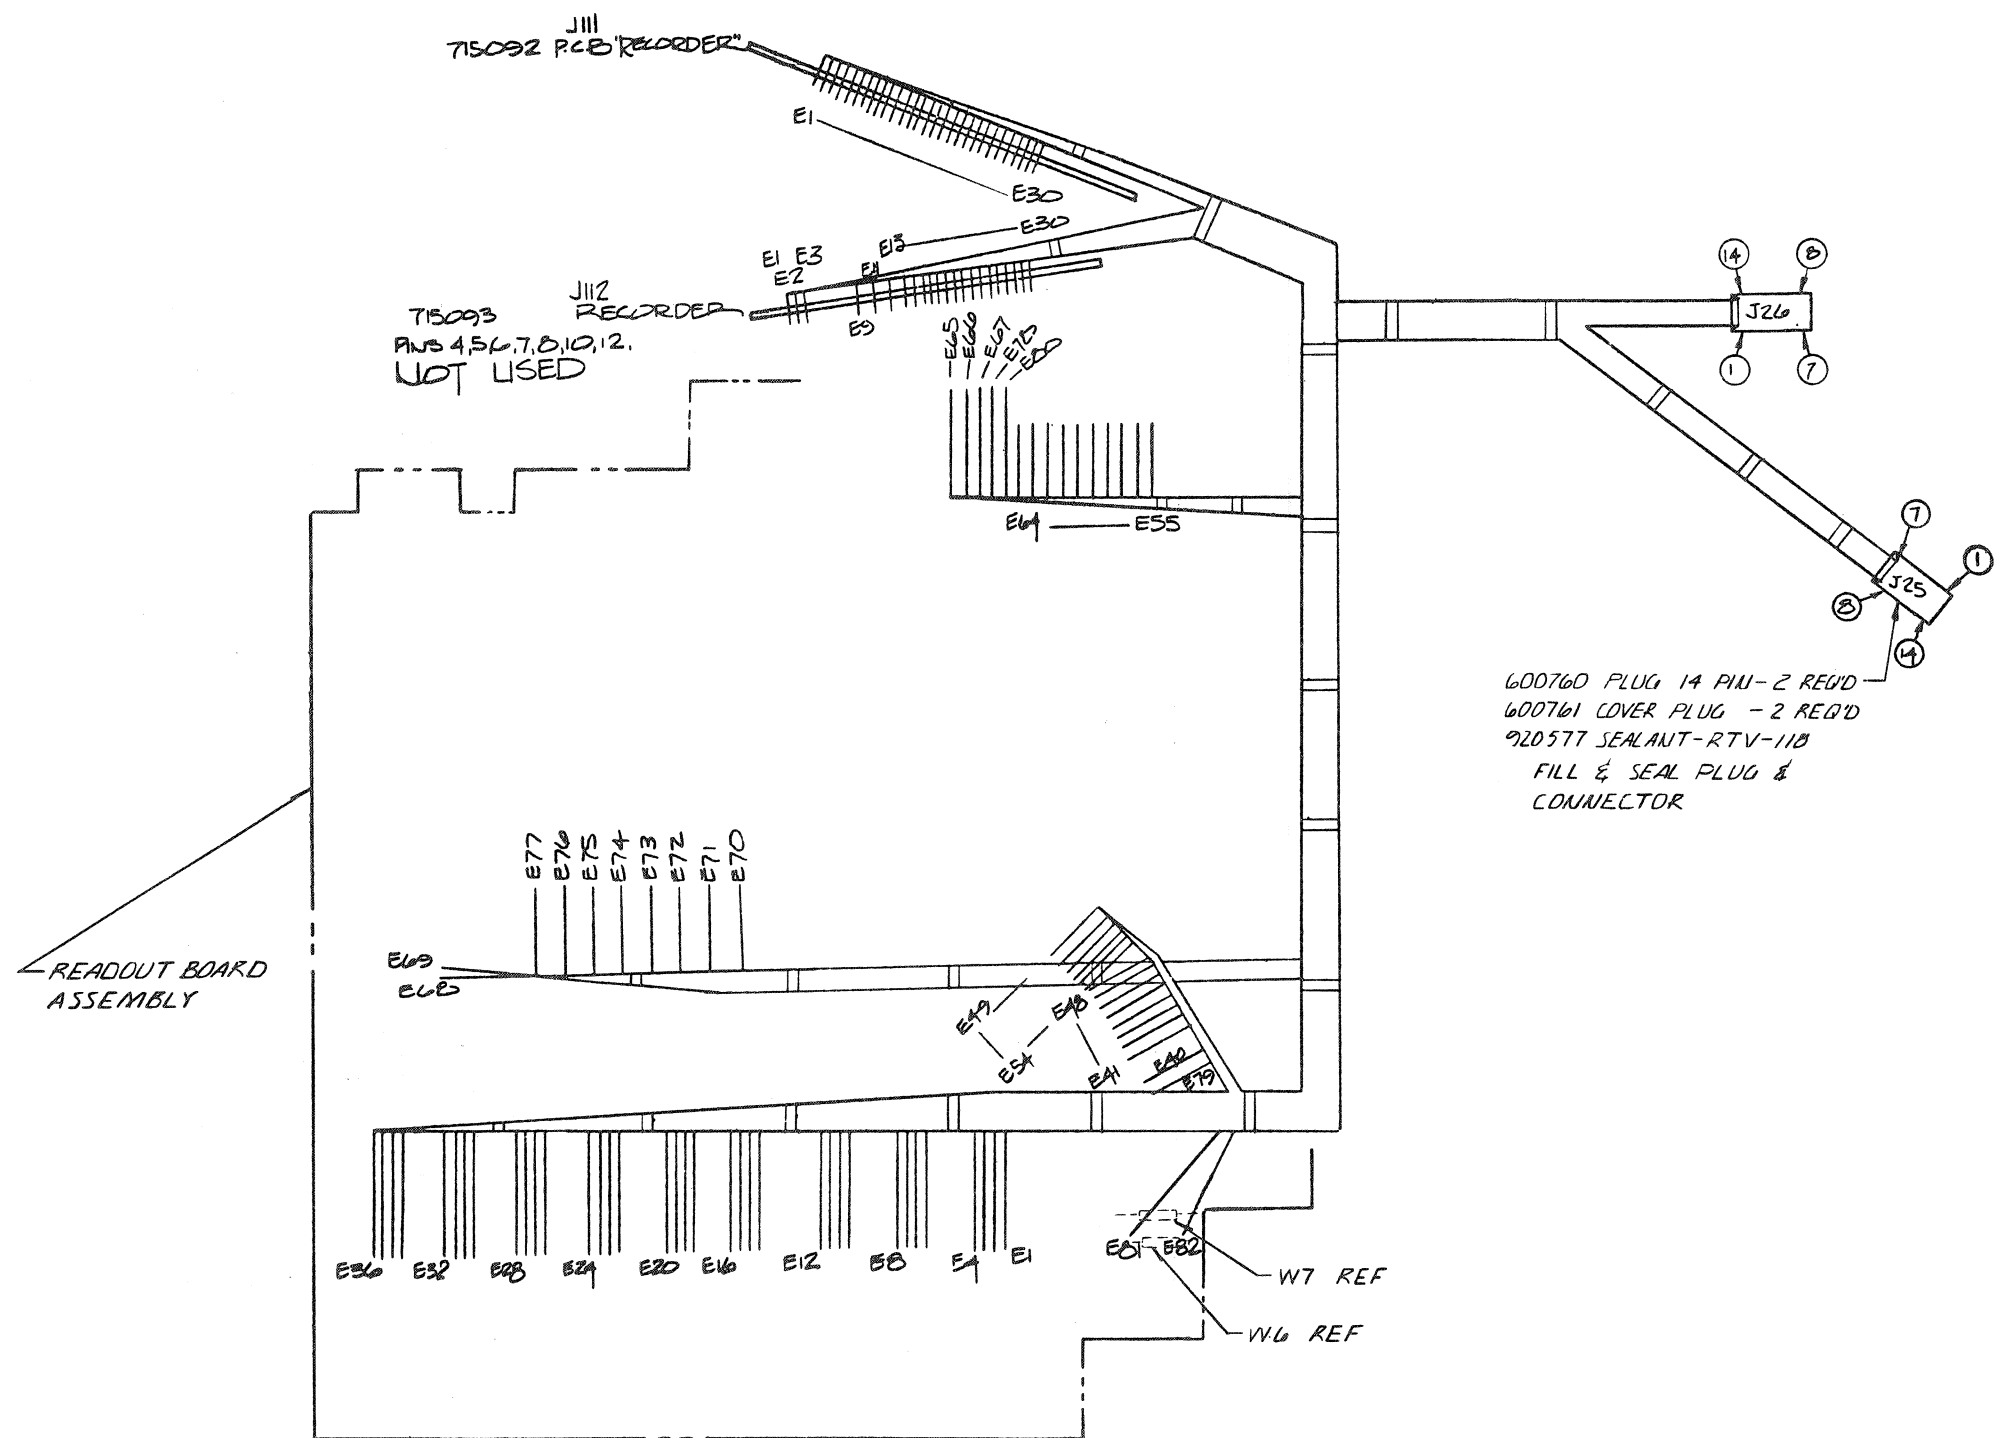 J111
715092 P.C.B "RECORDER"
E1
E30
E13
E30
E1 E3
E2
E11
E9
J112
RECORDER
715093
PINS 4,5,6,7,8,10,12.
NOT USED
E65
E66
E67
E78
E80
E64
E55
14
8
J26
1
7
7
1
J25
8
14
600760 PLUG 14 PIN-2 REQ'D
600761 COVER PLUG -2 REQ'D
920577 SEALANT-RTV-118
FILL & SEAL PLUG &
CONNECTOR
E77
E76
E75
E74
E73
E72
E71
E70
E69
E68
READOUT BOARD
ASSEMBLY
E49
E48
E54
E41
E40
E79
E36
E32
E28
E24
E20
E16
E12
E8
E4
E1
E81
E82
W7 REF
W6 REF